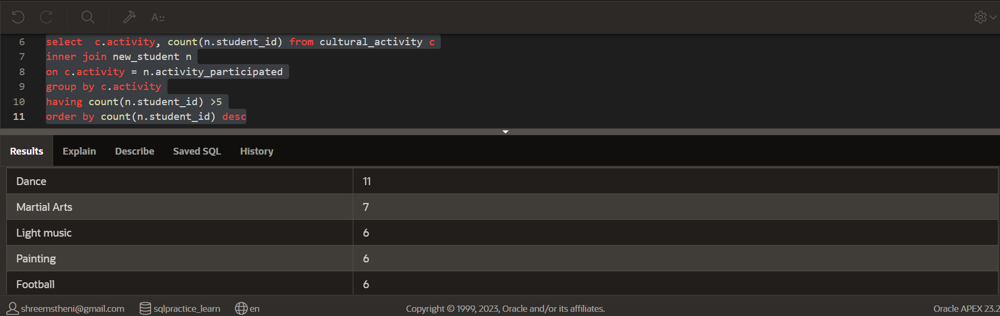 A::
6 select c.activity, count(n.student_id) from cultural_activity c
7 inner join new_student n
8 on c.activity = n.activity_participated
9 group by c.activity
10 having count(n.student_id) >5
11 order by count(n.student_id) desc
Results Explain Describe Saved SQL History
Dance 11
Martial Arts 7
Light music 6
Painting 6
Football 6
shreemstheni@gmail.com sqlpractice_learn en Copyright © 1999, 2023, Oracle and/or its affiliates. Oracle APEX 23.2